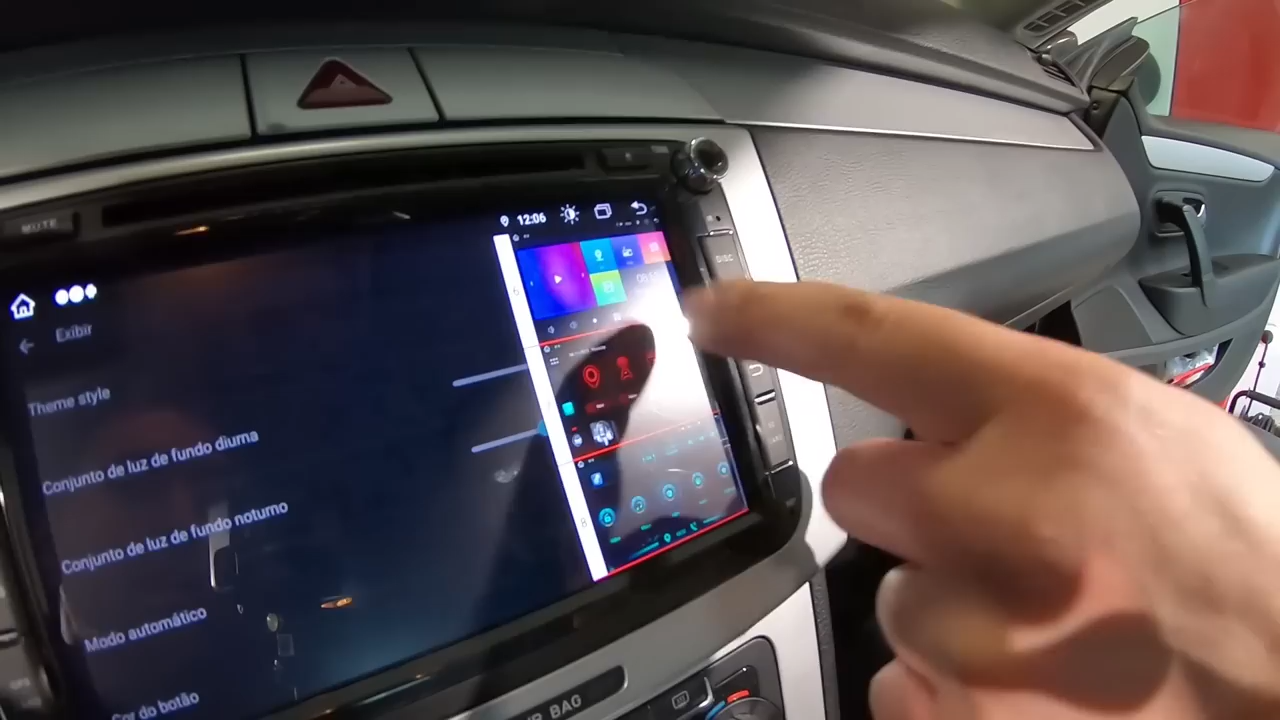 MUTE
12:06
DISC
Exibir
Theme style
Conjunto de luz de fundo diurna
Conjunto de luz de fundo noturno
Modo automático
Cor do botão
BAG